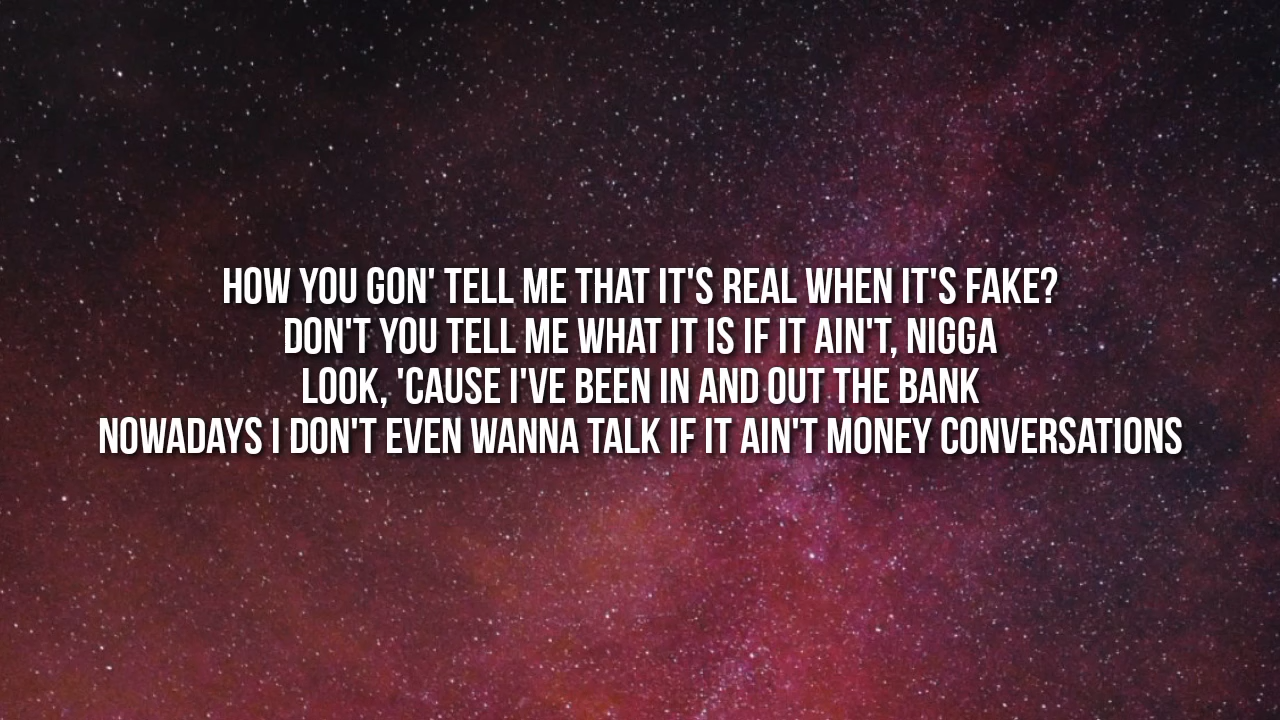 HOW YOU GON' TELL ME THAT IT'S REAL WHEN IT'S FAKE?
DON'T YOU TELL ME WHAT IT IS IF IT AIN'T, NIGGA
LOOK, 'CAUSE I'VE BEEN IN AND OUT THE BANK
NOWADAYS I DON'T EVEN WANNA TALK IF IT AIN'T MONEY CONVERSATIONS